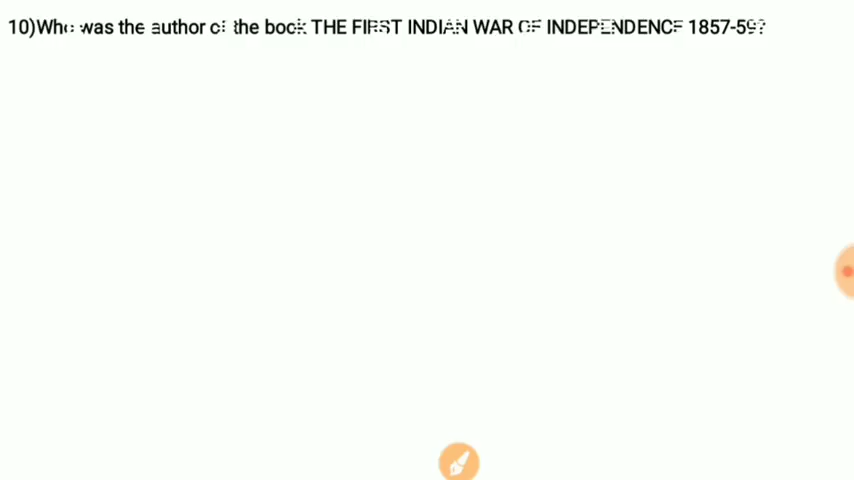 10)Who was the author of the book THE FIRST INDIAN WAR OF INDEPENDENCE 1857-59?